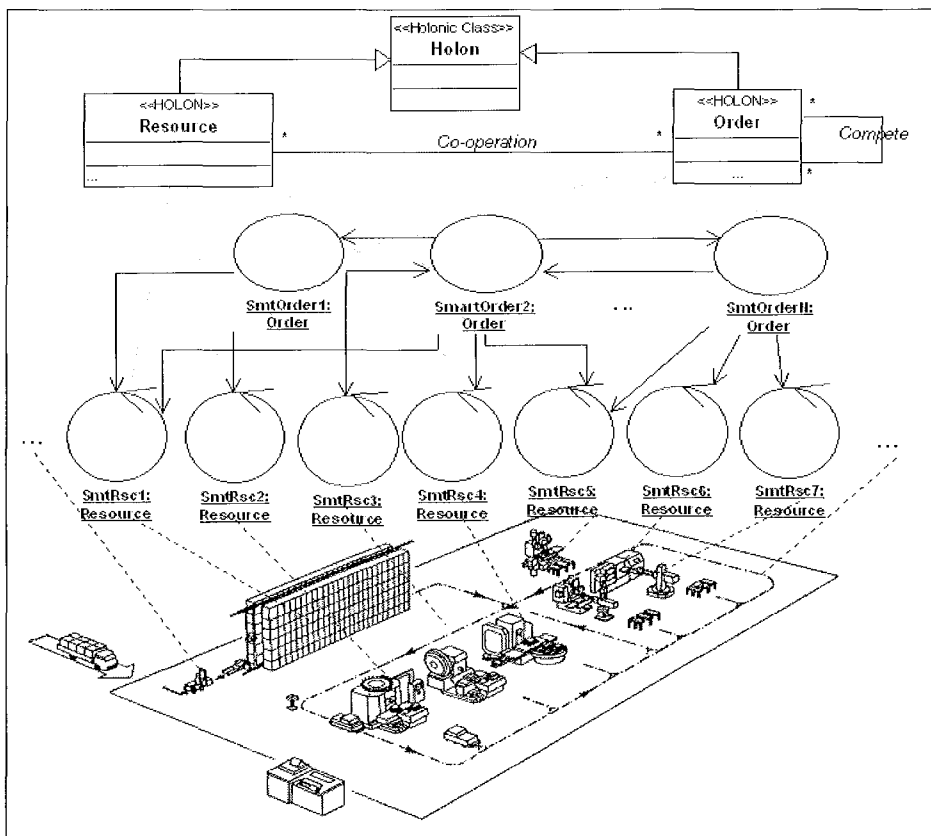 <<Holonic Class>>
Holon
<<HOLON>>
Resource
...
*
Co-operation
*
<<HOLON>>
Order
...
*
Compete
*
SmtOrder1:
Order
SmartOrder2:
Order
...
SmtOrderN:
Order
...
...
SmtRsc1:
Resource
SmtRsc2:
Resource
SmtRsc3:
Resource
SmtRsc4:
Resource
SmtRsc5:
Resource
SmtRsc6:
Resource
SmtRsc7:
Resource